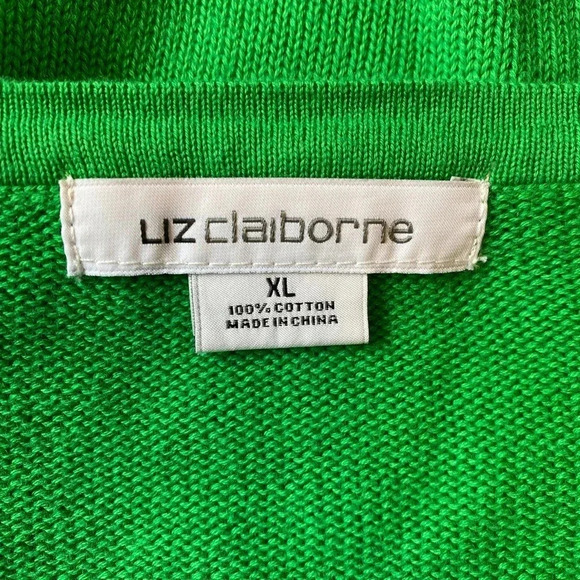 LIZ claiborne
XL
100% COTTON
MADE IN CHINA